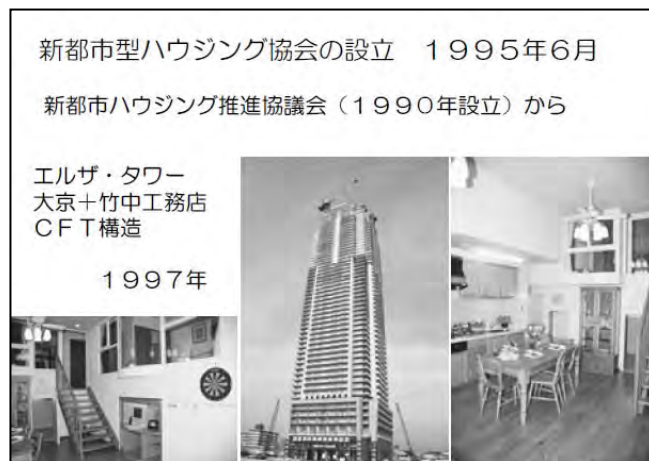 新都市型ハウジング協会の設立　１９９５年６月
新都市ハウジング推進協議会（１９９０年設立）から
エルザ・タワー
大京＋竹中工務店
ＣＦＴ構造
１９９７年